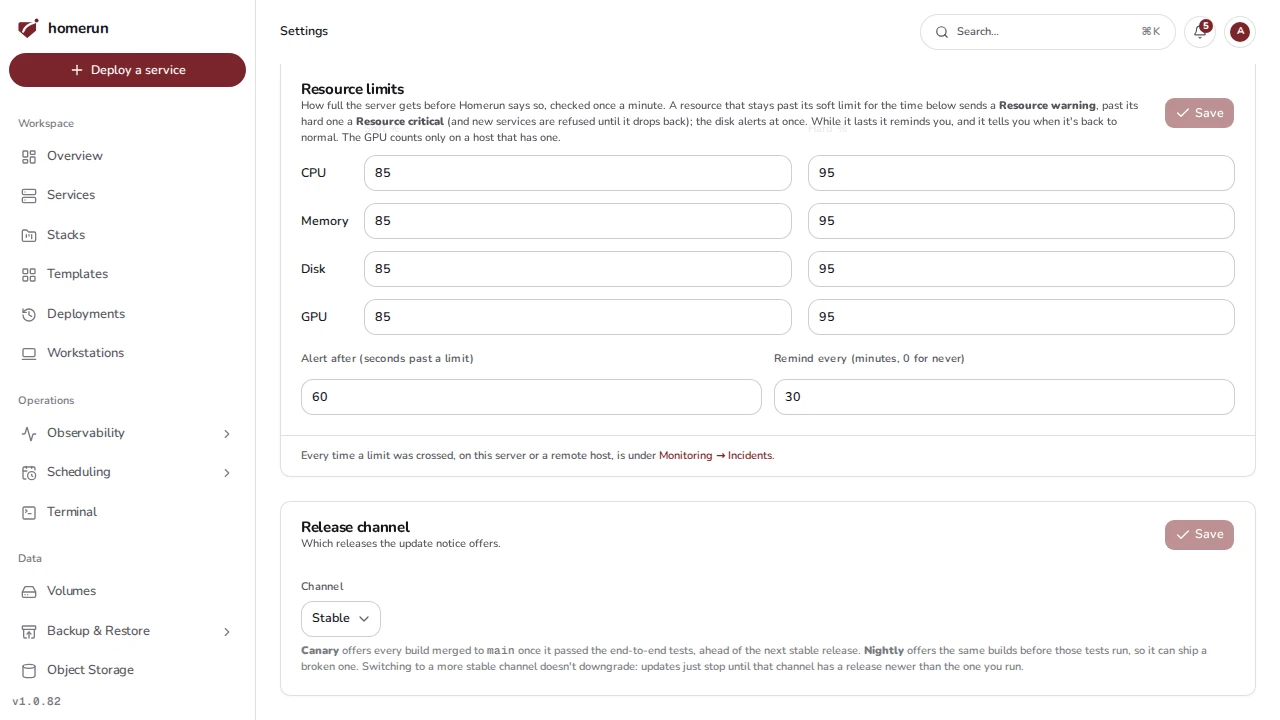 homerun
Settings
Search...
⌘K
5
A
Deploy a service
Workspace
Overview
Services
Stacks
Templates
Deployments
Workstations
Operations
Observability
Scheduling
Terminal
Data
Volumes
Backup & Restore
Object Storage
v1.0.82
Resource limits
How full the server gets before Homerun says so, checked once a minute. A resource that stays past its soft limit for the time below sends a Resource warning, past its
hard one a Resource critical (and new services are refused until it drops back); the disk alerts at once. While it lasts it reminds you, and it tells you when it's back to
normal. The GPU counts only on a host that has one.
Save
Hard %
CPU 85 95
Memory 85 95
Disk 85 95
GPU 85 95
Alert after (seconds past a limit) Remind every (minutes, 0 for never)
60 30
Every time a limit was crossed, on this server or a remote host, is under Monitoring → Incidents.
Release channel
Which releases the update notice offers.
Save
Channel
Stable
Canary offers every build merged to main once it passed the end-to-end tests, ahead of the next stable release. Nightly offers the same builds before those tests run, so it can ship a
broken one. Switching to a more stable channel doesn't downgrade: updates just stop until that channel has a release newer than the one you run.